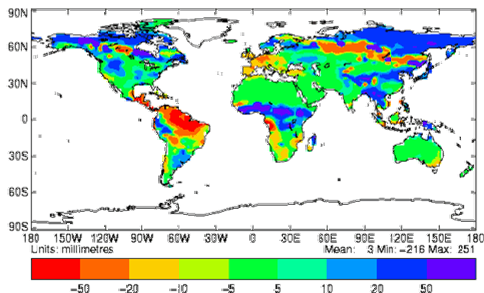 90N
60N
30N
0
30S
60S
90S
180 150W 120W 90W 60W 30W 0 30E 60E 90E 120E 150E 180
Units: millimetres Mean: 3 Min: -216 Max: 251
-50 -20 -10 -5 5 10 20 50